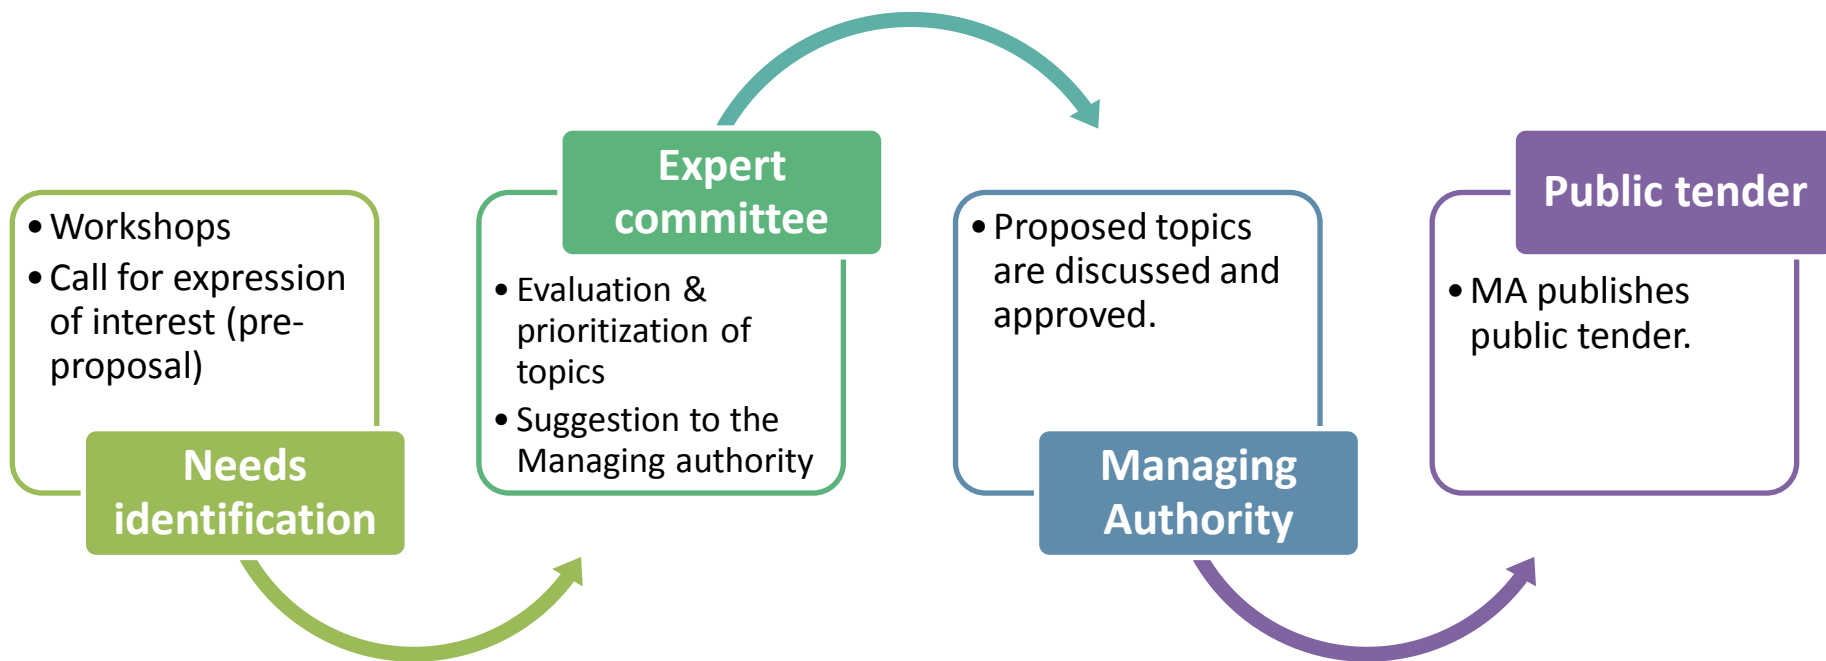 • Workshops
• Call for expression
of interest (pre-
proposal)
Needs
identification
Expert
committee
• Evaluation &
prioritization of
topics
• Suggestion to the
Managing authority
• Proposed topics
are discussed and
approved.
Managing
Authority
Public tender
• MA publishes
public tender.